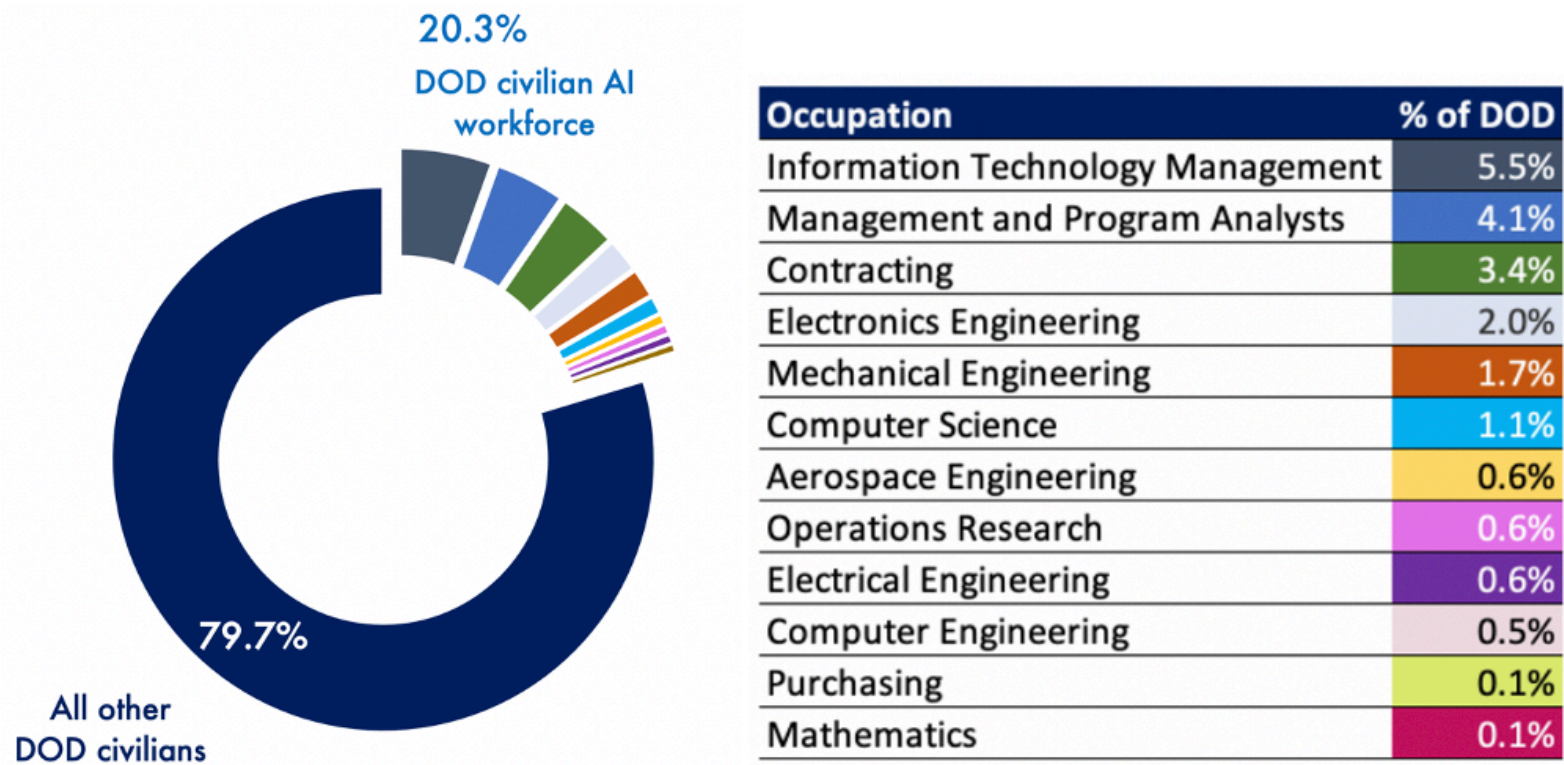 20.3%
DOD civilian AI
workforce
79.7%
All other
DOD civilians
Occupation % of DOD
Information Technology Management 5.5%
Management and Program Analysts 4.1%
Contracting 3.4%
Electronics Engineering 2.0%
Mechanical Engineering 1.7%
Computer Science 1.1%
Aerospace Engineering 0.6%
Operations Research 0.6%
Electrical Engineering 0.6%
Computer Engineering 0.5%
Purchasing 0.1%
Mathematics 0.1%